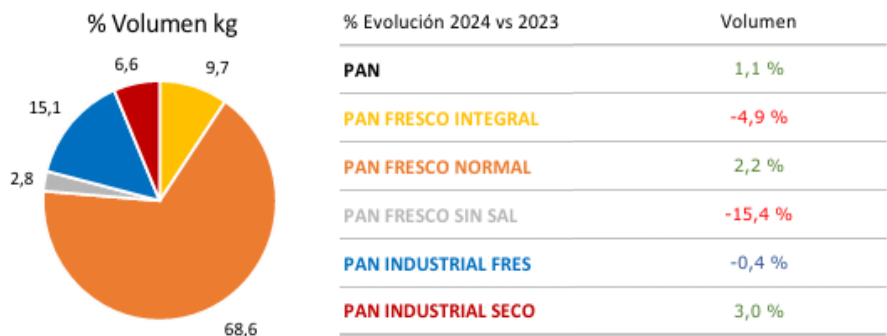 % Volumen kg
6,6
9,7
15,1
2,8
68,6
% Evolución 2024 vs 2023 Volumen
PAN 1,1 %
PAN FRESCO INTEGRAL -4,9 %
PAN FRESCO NORMAL 2,2 %
PAN FRESCO SIN SAL -15,4 %
PAN INDUSTRIAL FRES -0,4 %
PAN INDUSTRIAL SECO 3,0 %